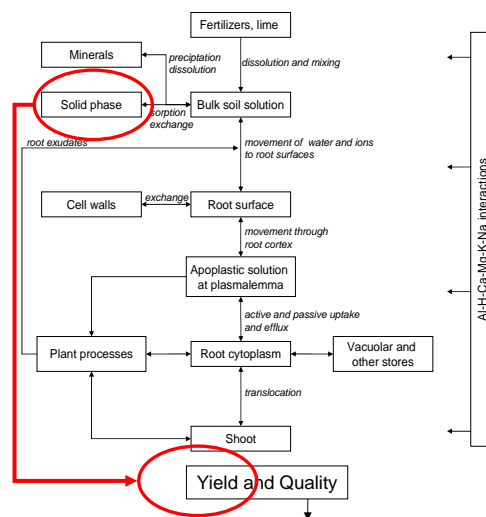 Fertilizers, lime
Minerals
preciptation
dissolution
dissolution and mixing
Solid phase
Bulk soil solution
sorption
exchange
root exudates
movement of water and ions
to root surfaces
Cell walls
exchange
Root surface
movement through
root cortex
Apoplastic solution
at plasmalemma
active and passive uptake
and efflux
Plant processes
Root cytoplasm
Vacuolar and
other stores
translocation
Shoot
Yield and Quality
Al-H-Ca-Mg-K-Na interactions